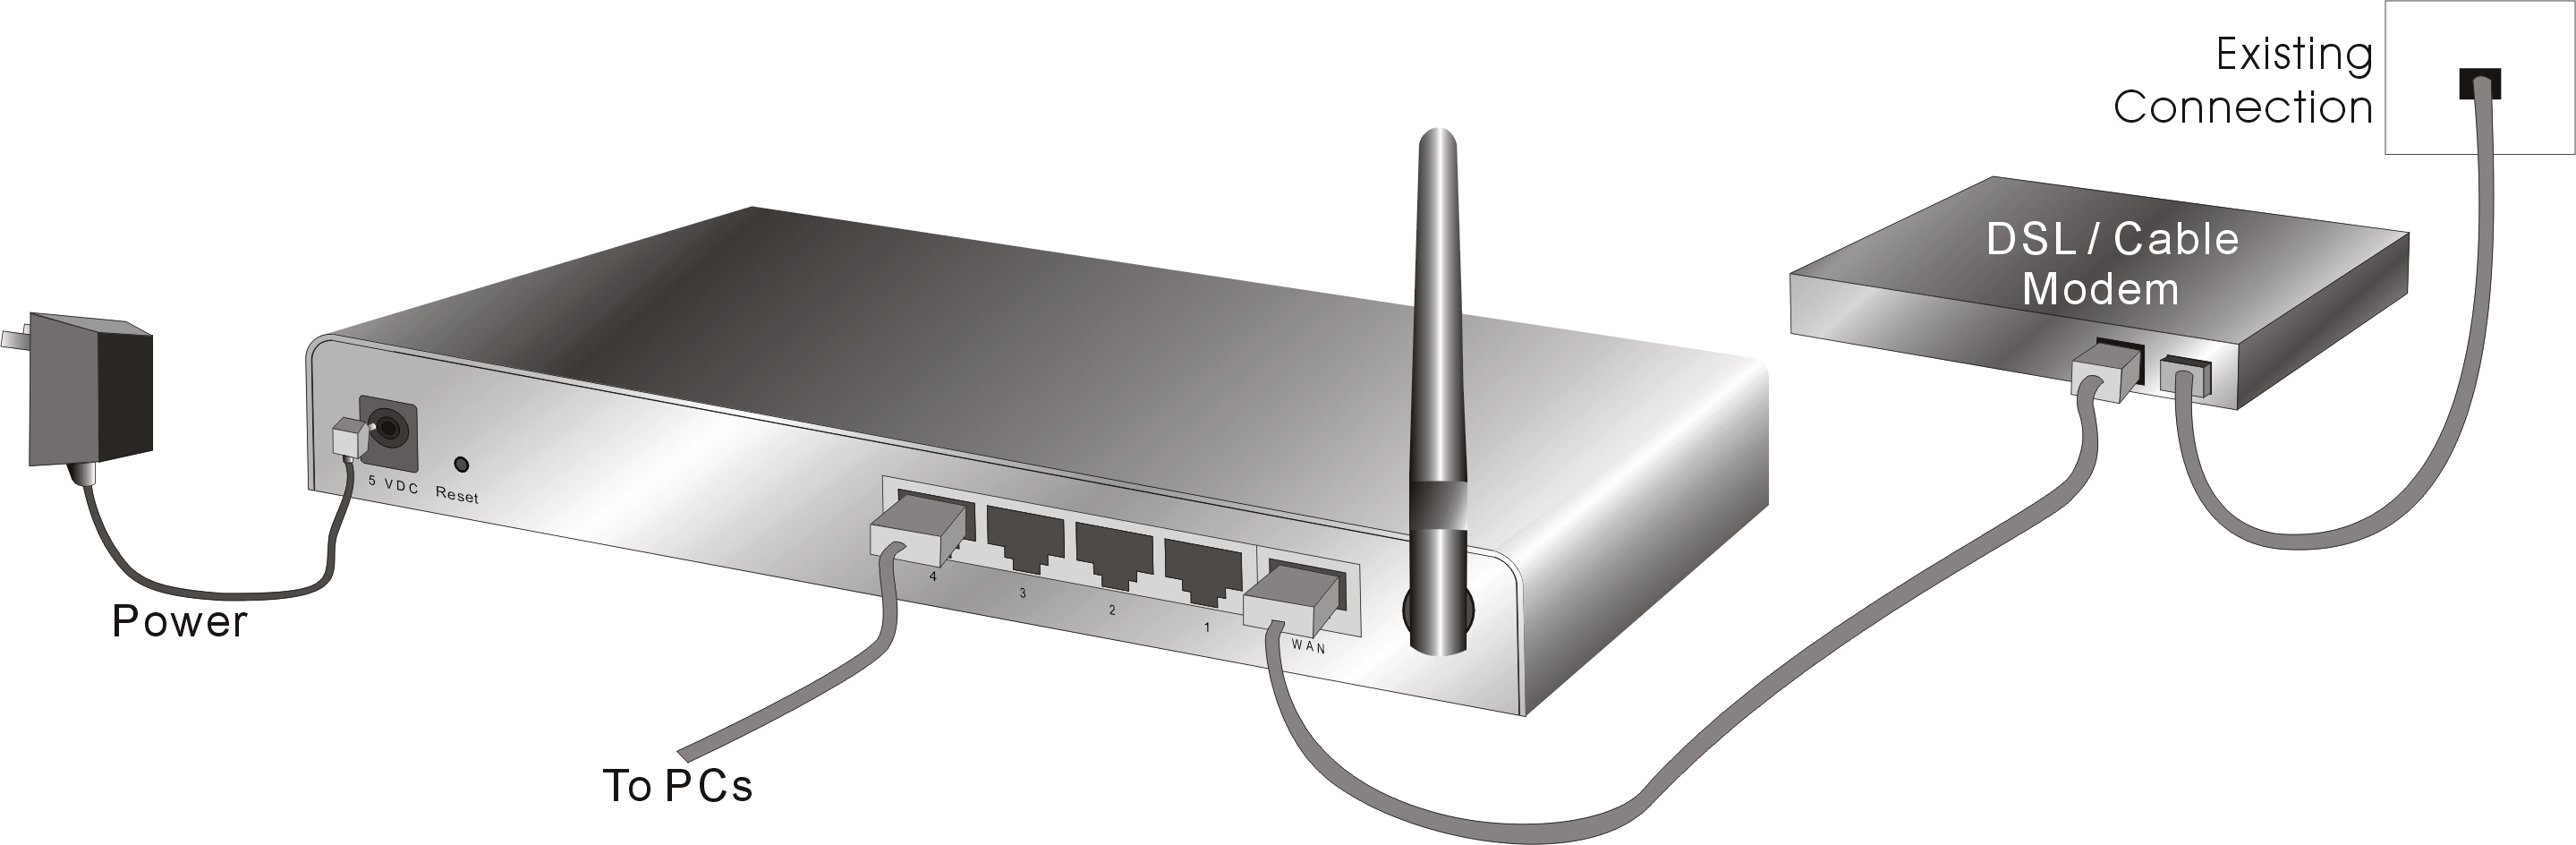 Existing
Connection
DSL / Cable
Modem
5 VDC
Reset
4
3
2
1
WAN
Power
To PCs